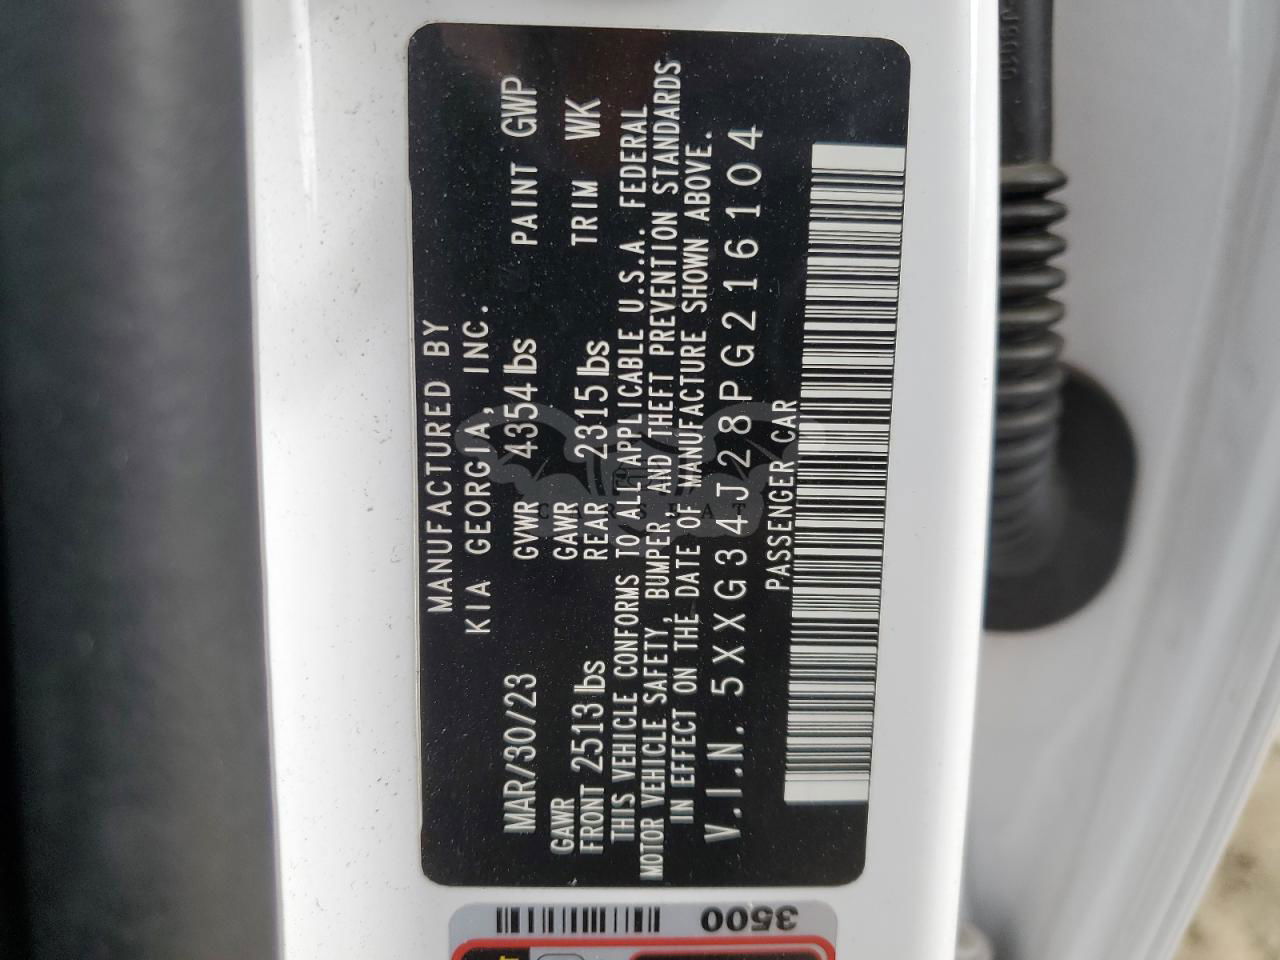 MANUFACTURED BY
KIA GEORGIA, INC.
MAR/30/23 GVWR 4354 lbs PAINT GWP
GAWR GAWR
FRONT 2513 lbs REAR 2315 lbs TRIM WK
THIS VEHICLE CONFORMS TO ALL APPLICABLE U.S.A. FEDERAL
MOTOR VEHICLE SAFETY, BUMPER, AND THEFT PREVENTION STANDARDS
IN EFFECT ON THE DATE OF MANUFACTURE SHOWN ABOVE.
V.I.N. 5XXG34J28PG216104
PASSENGER CAR
3500